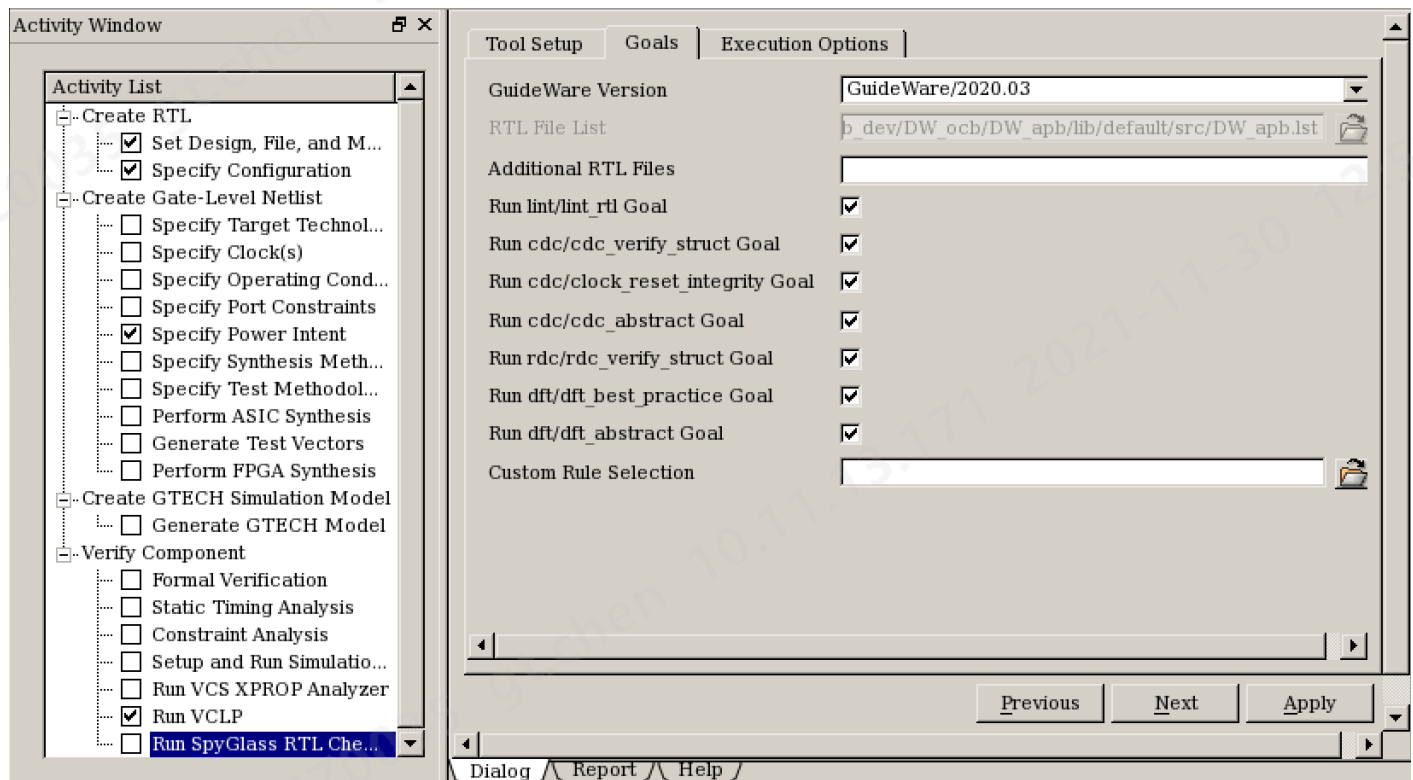 Activity Window
Activity List
Create RTL
Set Design, File, and M...
Specify Configuration
Create Gate-Level Netlist
Specify Target Technol...
Specify Clock(s)
Specify Operating Cond...
Specify Port Constraints
Specify Power Intent
Specify Synthesis Meth...
Specify Test Methodol...
Perform ASIC Synthesis
Generate Test Vectors
Perform FPGA Synthesis
Create GTECH Simulation Model
Generate GTECH Model
Verify Component
Formal Verification
Static Timing Analysis
Constraint Analysis
Setup and Run Simulatio...
Run VCS XPROP Analyzer
Run VCLP
Run SpyGlass RTL Che...
Tool Setup Goals Execution Options
GuideWare Version GuideWare/2020.03
RTL File List b_dev/DW_ocb/DW_apb/lib/default/src/DW_apb.lst
Additional RTL Files
Run lint/lint_rtl Goal
Run cdc/cdc_verify_struct Goal
Run cdc/clock_reset_integrity Goal
Run cdc/cdc_abstract Goal
Run rdc/rdc_verify_struct Goal
Run dft/dft_best_practice Goal
Run dft/dft_abstract Goal
Custom Rule Selection
Previous Next Apply
Dialog Report Help
10.11.13.171 2021-11-30